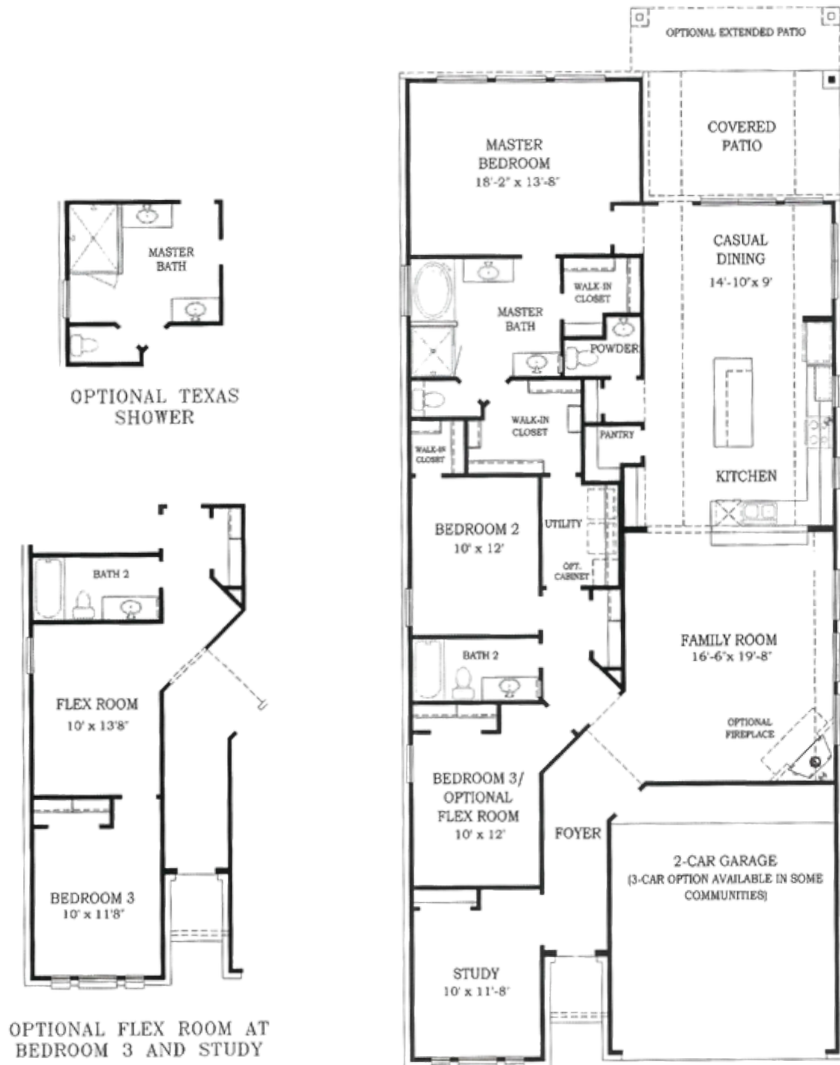 OPTIONAL EXTENDED PATIO
COVERED
PATIO
MASTER
BEDROOM
18'-2" x 13'-8"
CASUAL
DINING
14'-10"x 9'
WALK-IN
CLOSET
MASTER
BATH
POWDER
WALK-IN
CLOSET
WALK-IN
CLOSET
PANTRY
KITCHEN
BEDROOM 2
10' x 12'
UTILITY
OPT.
CABINET
FAMILY ROOM
16'-6"x 19'-8"
BATH 2
OPTIONAL
FIREPLACE
BEDROOM 3/
OPTIONAL
FLEX ROOM
10' x 12'
FOYER
2-CAR GARAGE
(3-CAR OPTION AVAILABLE IN SOME
COMMUNITIES)
STUDY
10' x 11'-8"
MASTER
BATH
OPTIONAL TEXAS
SHOWER
BATH 2
FLEX ROOM
10' x 13'8"
BEDROOM 3
10' x 11'8"
OPTIONAL FLEX ROOM AT
BEDROOM 3 AND STUDY